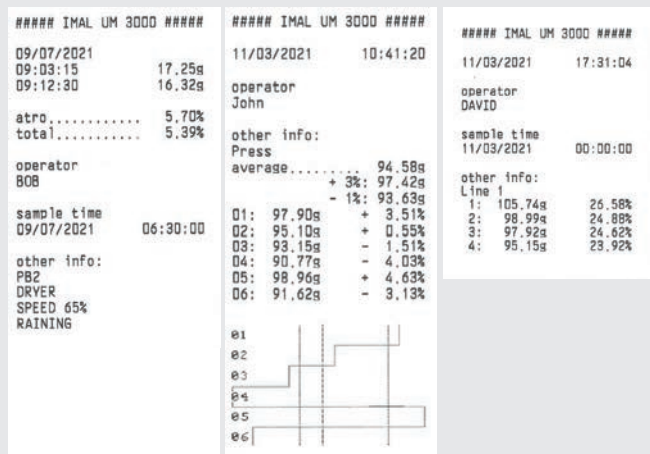 ##### IMAL UM 3000 #####
09/07/2021
09:03:15 17.25g
09:12:30 16.32g
atro............ 5.70%
total........... 5.39%
operator
BOB
sample time
09/07/2021 06:30:00
other info:
PB2
DRYER
SPEED 65%
RAINING
##### IMAL UM 3000 #####
11/03/2021 10:41:20
operator
John
other info:
Press
average......... 94.58g
+ 3%: 97.42g
- 1%: 93.63g
01: 97.90g + 3.51%
02: 95.10g + 0.55%
03: 93.15g - 1.51%
04: 90.77g - 4.03%
05: 98.96g + 4.63%
06: 91.62g - 3.13%
01
02
03
04
05
06
##### IMAL UM 3000 #####
11/03/2021 17:31:04
operator
DAVID
sample time
11/03/2021 00:00:00
other info:
Line 1
1: 105.74g 26.58%
2: 98.99g 24.88%
3: 97.92g 24.62%
4: 95.15g 23.92%